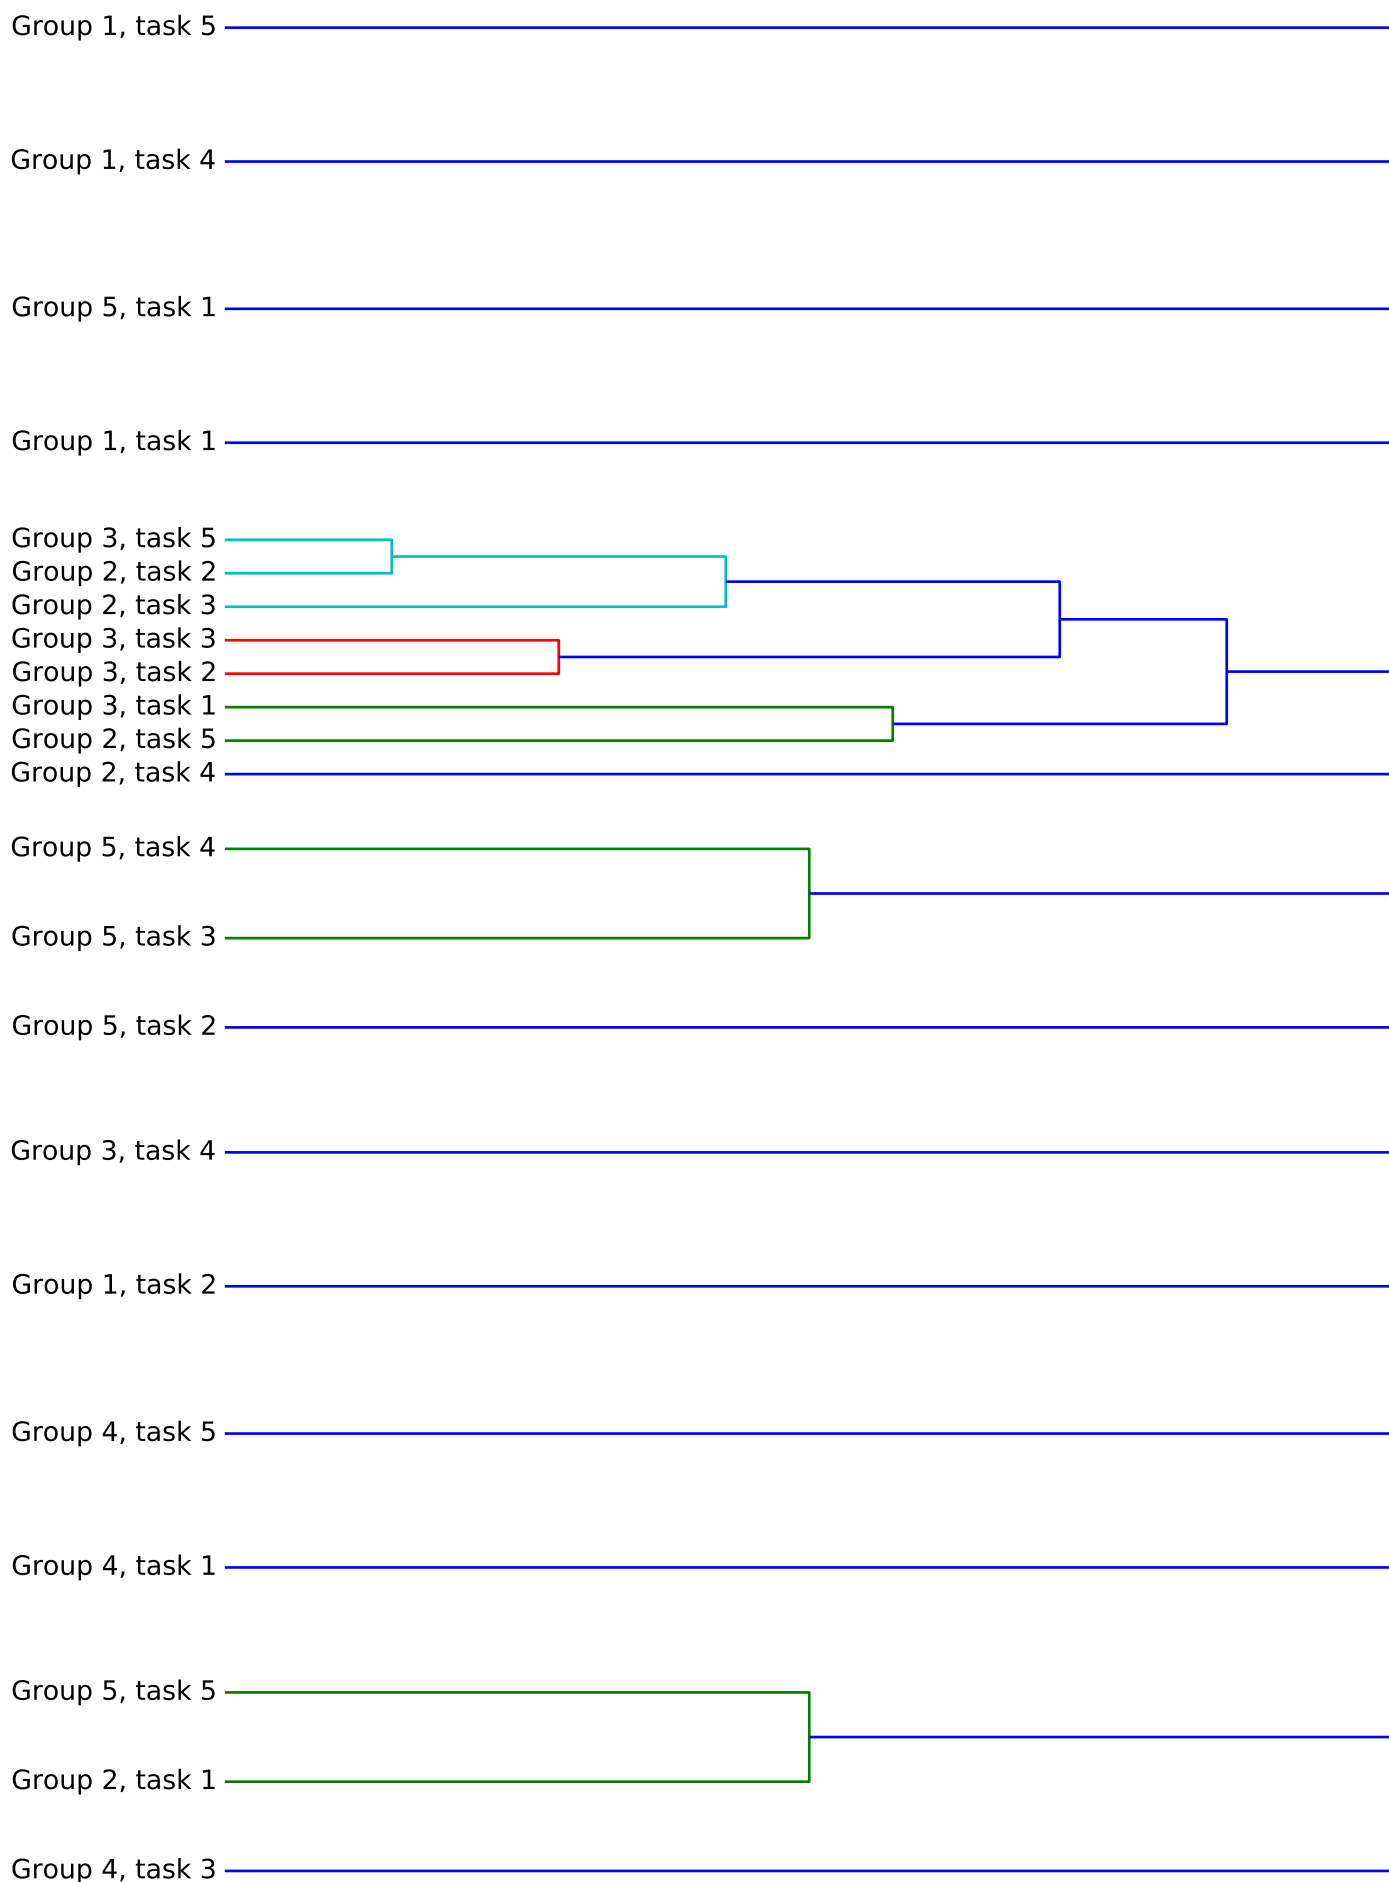 Group 1, task 5
Group 1, task 4
Group 5, task 1
Group 1, task 1
Group 3, task 5
Group 2, task 2
Group 2, task 3
Group 3, task 3
Group 3, task 2
Group 3, task 1
Group 2, task 5
Group 2, task 4
Group 5, task 4
Group 5, task 3
Group 5, task 2
Group 3, task 4
Group 1, task 2
Group 4, task 5
Group 4, task 1
Group 5, task 5
Group 2, task 1
Group 4, task 3